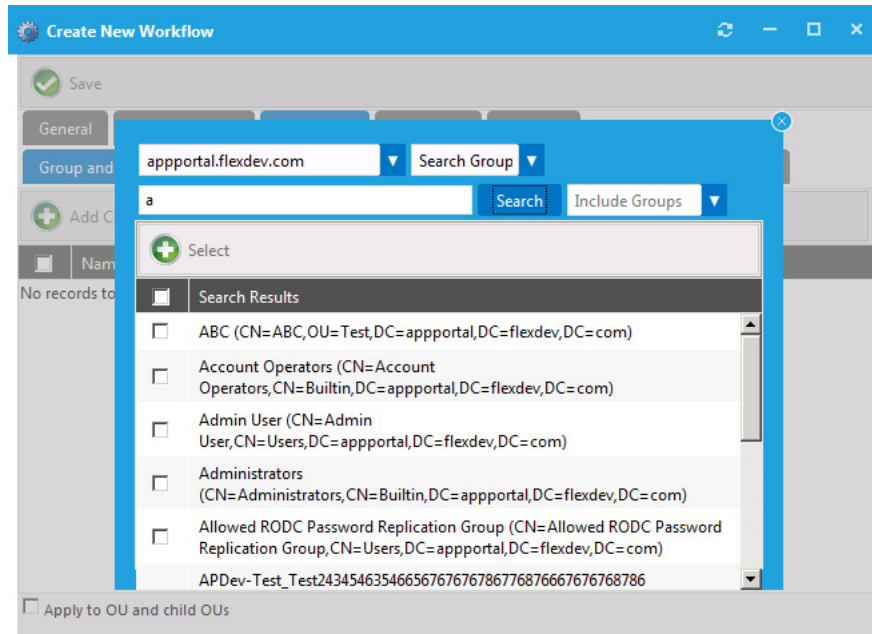 Create New Workflow
Save
General
Group and
appportal.flexdev.com
Search Group
a
Search
Include Groups
Add C
Select
Nam
Search Results
No records to
ABC (CN=ABC,OU=Test,DC=appportal,DC=flexdev,DC=com)
Account Operators (CN=Account
Operators,CN=Builtin,DC=appportal,DC=flexdev,DC=com)
Admin User (CN=Admin
User,CN=Users,DC=appportal,DC=flexdev,DC=com)
Administrators
(CN=Administrators,CN=Builtin,DC=appportal,DC=flexdev,DC=com)
Allowed RODC Password Replication Group (CN=Allowed RODC Password
Replication Group,CN=Users,DC=appportal,DC=flexdev,DC=com)
Apply to OU and child OUs